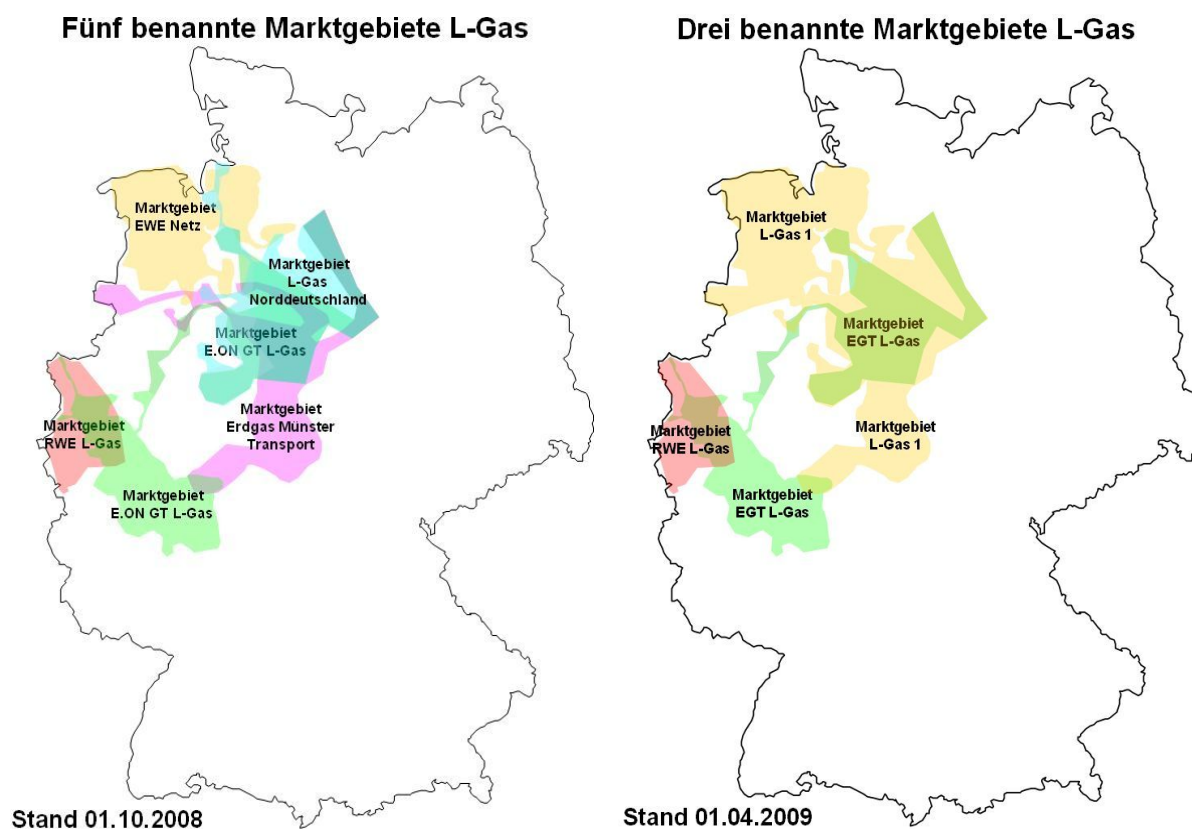 Fünf benannte Marktgebiete L-Gas
Marktgebiet
EWE Netz
Marktgebiet
L-Gas
Norddeutschland
Marktgebiet
E.ON GT L-Gas
Marktgebiet
Erdgas Münster
Transport
Marktgebiet
RWE L-Gas
Marktgebiet
E.ON GT L-Gas
Stand 01.10.2008
Drei benannte Marktgebiete L-Gas
Marktgebiet
L-Gas 1
Marktgebiet
EGT L-Gas
Marktgebiet
RWE L-Gas
Marktgebiet
L-Gas 1
Marktgebiet
EGT L-Gas
Stand 01.04.2009